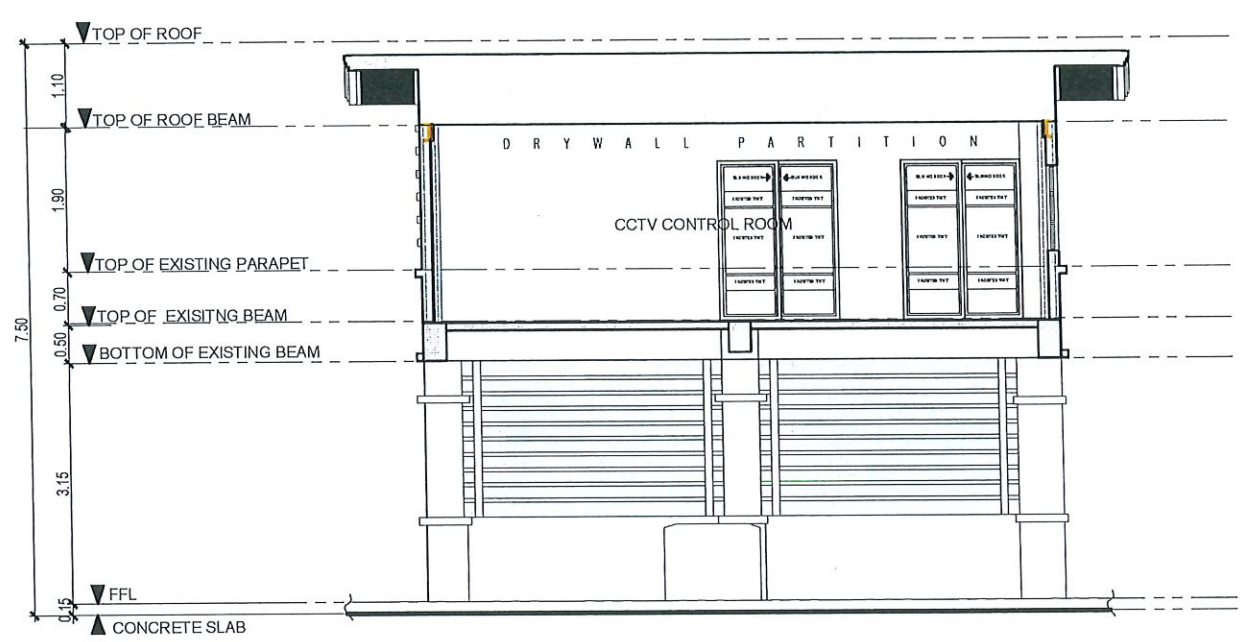 TOP OF ROOF
1.10
TOP OF ROOF BEAM
DRYWALL PARTITION
1.90
CCTV CONTROL ROOM
TOP OF EXISTING PARAPET
0.70
TOP OF EXISITNG BEAM
7.50
0.50
BOTTOM OF EXISTING BEAM
3.15
FFL
0.15
CONCRETE SLAB